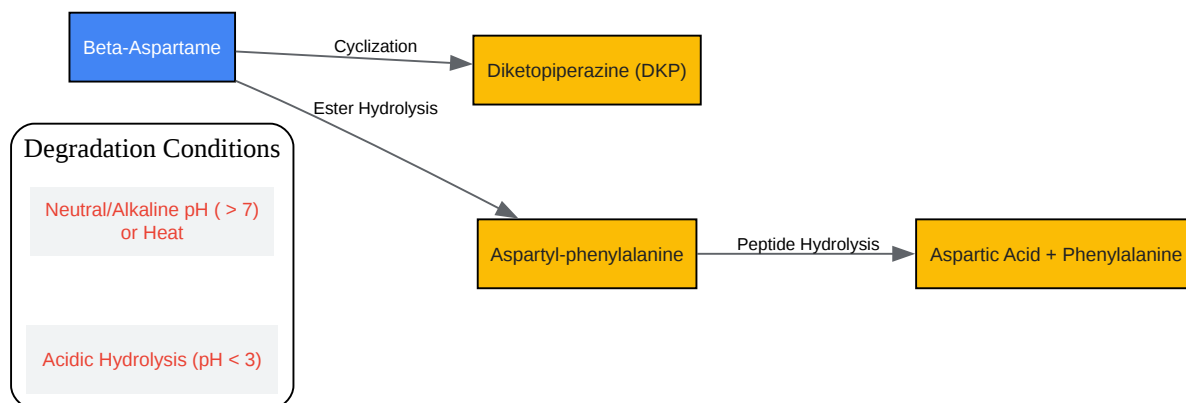 Beta-Aspartame
Cyclization
Diketopiperazine (DKP)
Ester Hydrolysis
Degradation Conditions
Neutral/Alkaline pH ( > 7)
or Heat
Aspartyl-phenylalanine
Peptide Hydrolysis
Aspartic Acid + Phenylalanine
Acidic Hydrolysis (pH < 3)